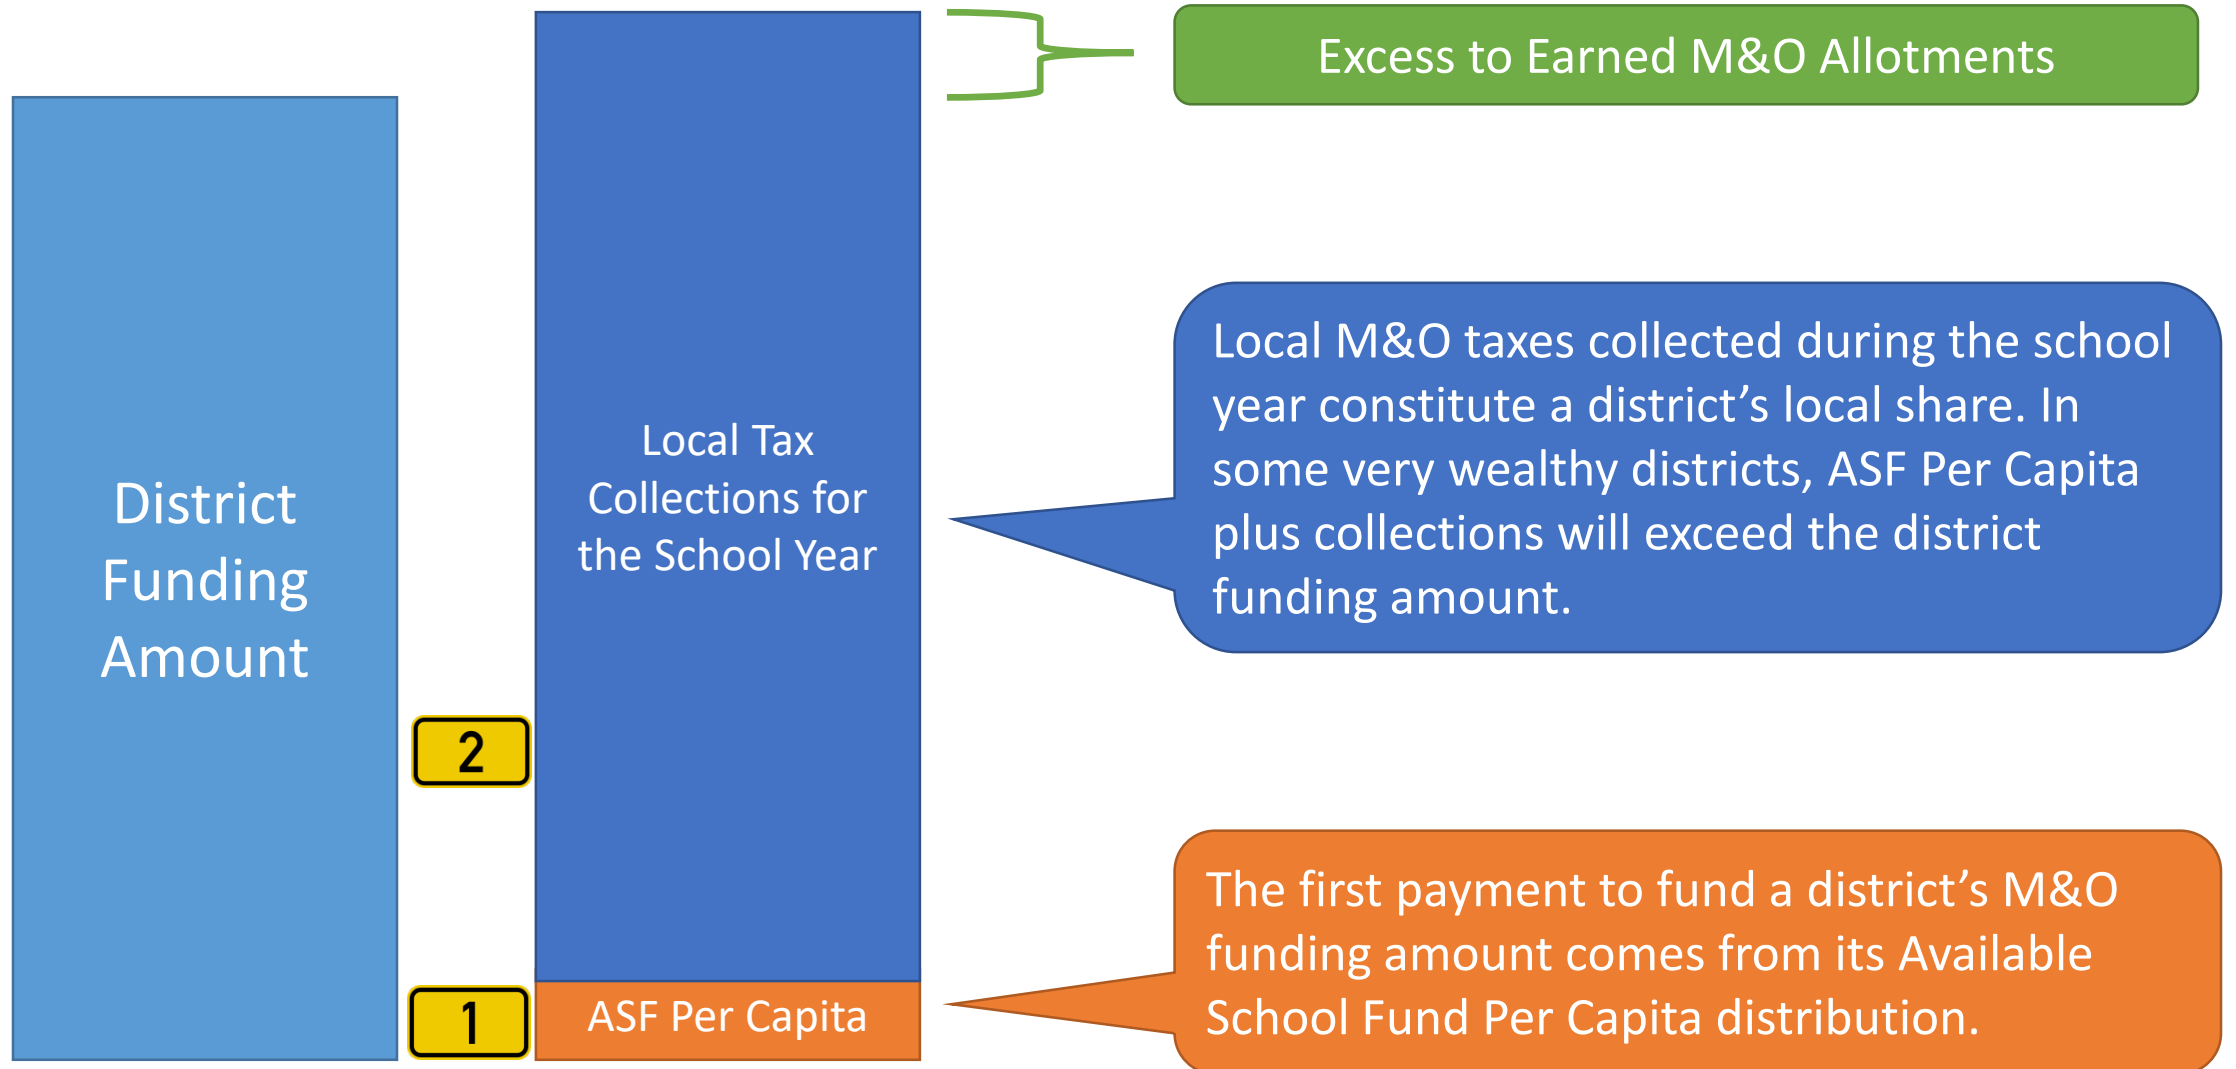 Excess to Earned M&O Allotments
District
Funding
Amount
Local Tax
Collections for
the School Year
Local M&O taxes collected during the school
year constitute a district’s local share. In
some very wealthy districts, ASF Per Capita
plus collections will exceed the district
funding amount.
2
1
ASF Per Capita
The first payment to fund a district’s M&O
funding amount comes from its Available
School Fund Per Capita distribution.